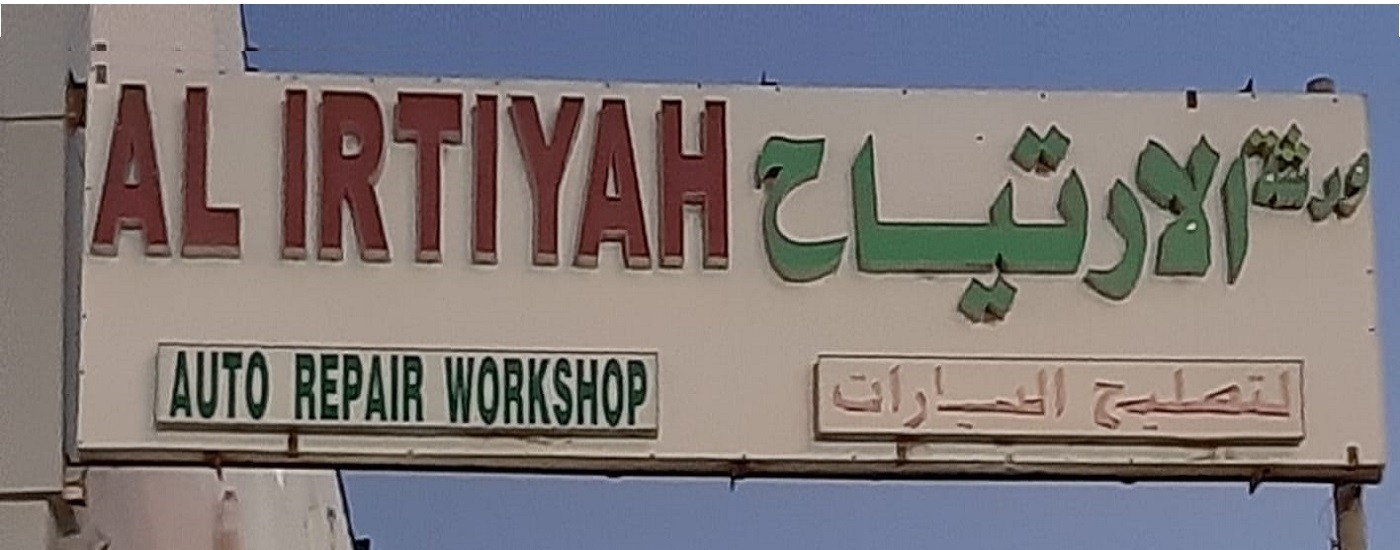 AL IRTIYAH ورشة الارتياح
AUTO REPAIR WORKSHOP لتصليح السيارات